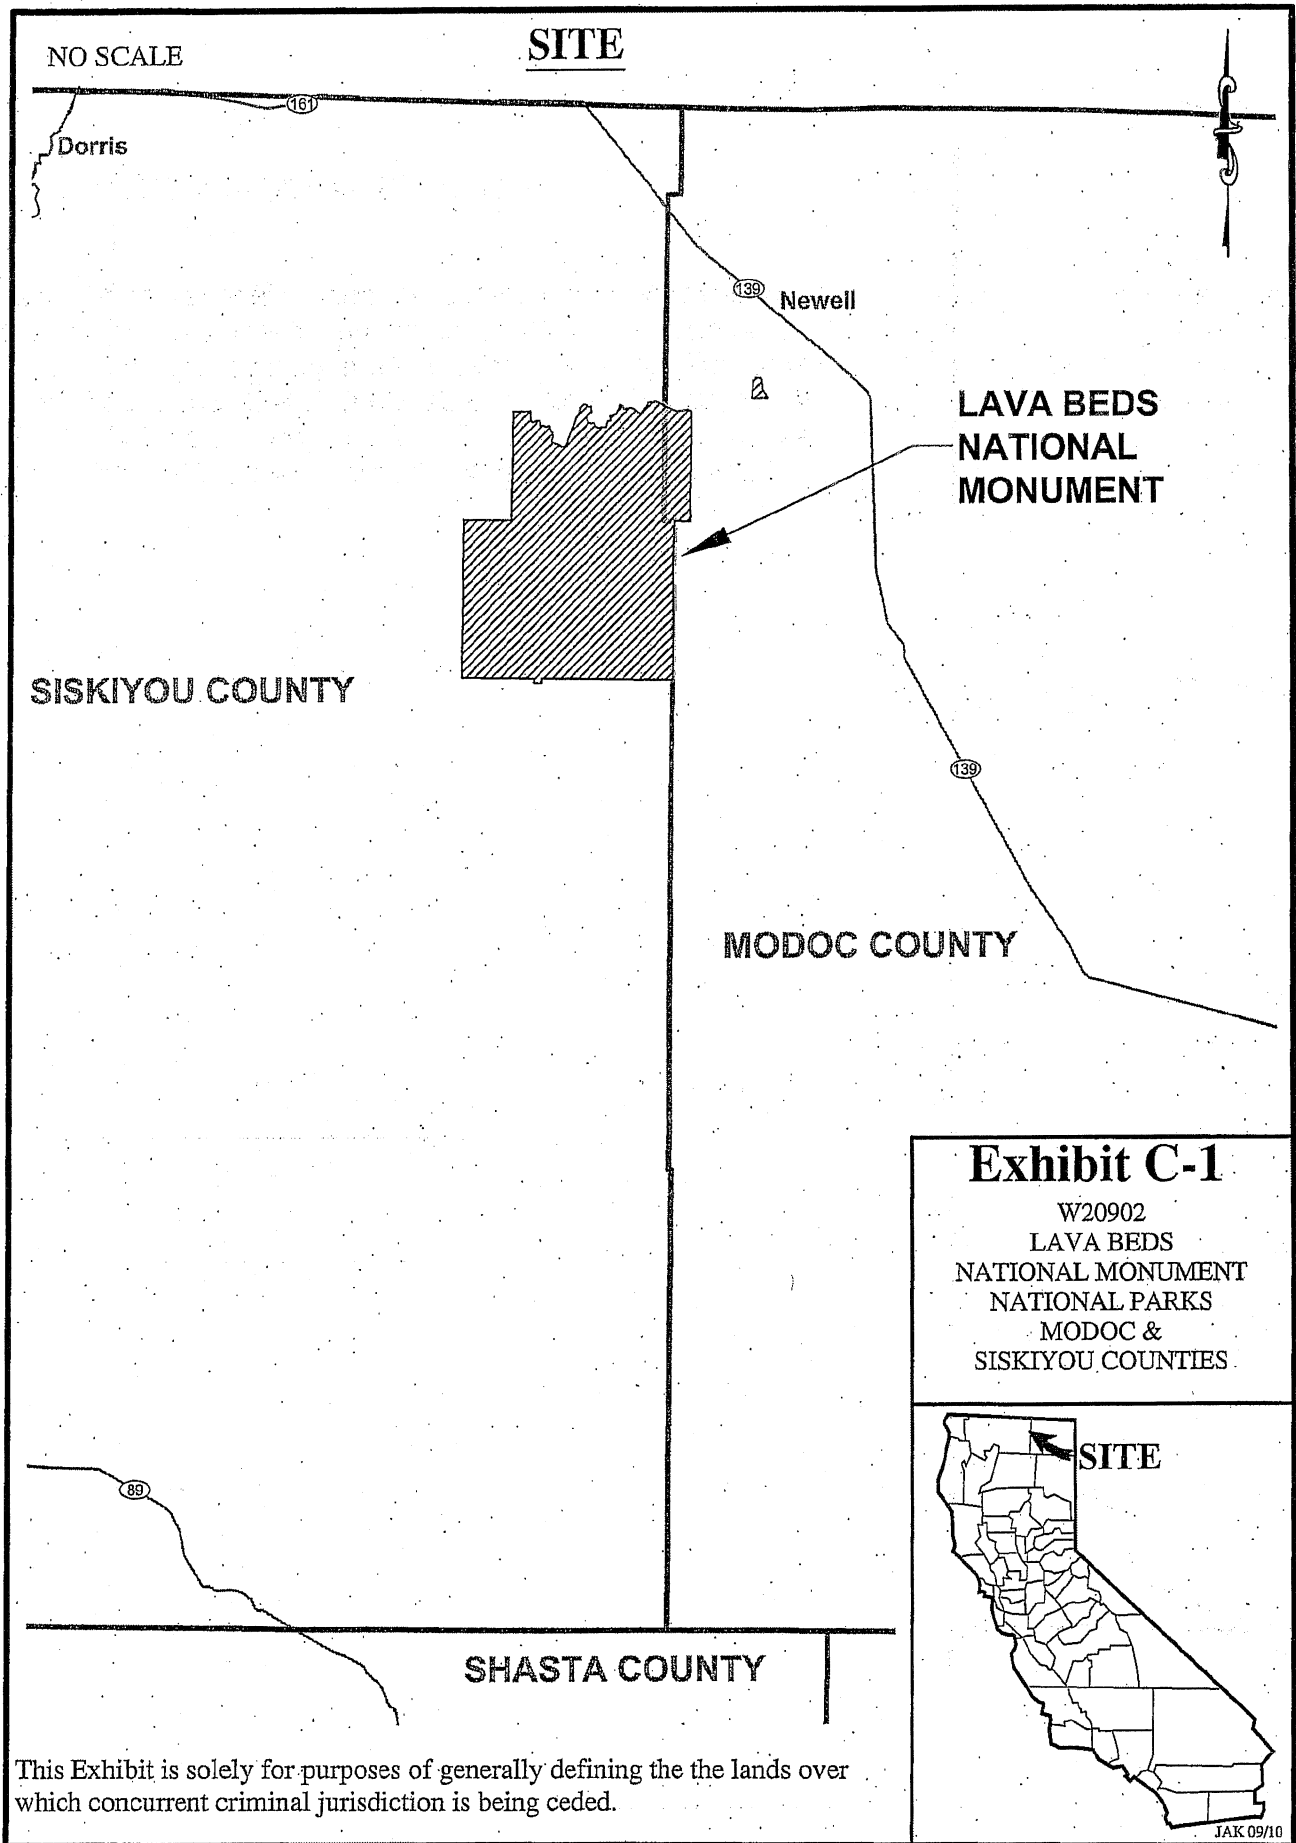 NO SCALE
SITE
161
Dorris
139
Newell
LAVA BEDS
NATIONAL
MONUMENT
SISKIYOU COUNTY
139
MODOC COUNTY
Exhibit C-1
W20902
LAVA BEDS
NATIONAL MONUMENT
NATIONAL PARKS
MODOC &
SISKIYOU COUNTIES
SITE
89
SHASTA COUNTY
This Exhibit is solely for purposes of generally defining the the lands over
which concurrent criminal jurisdiction is being ceded.
JAK 09/10